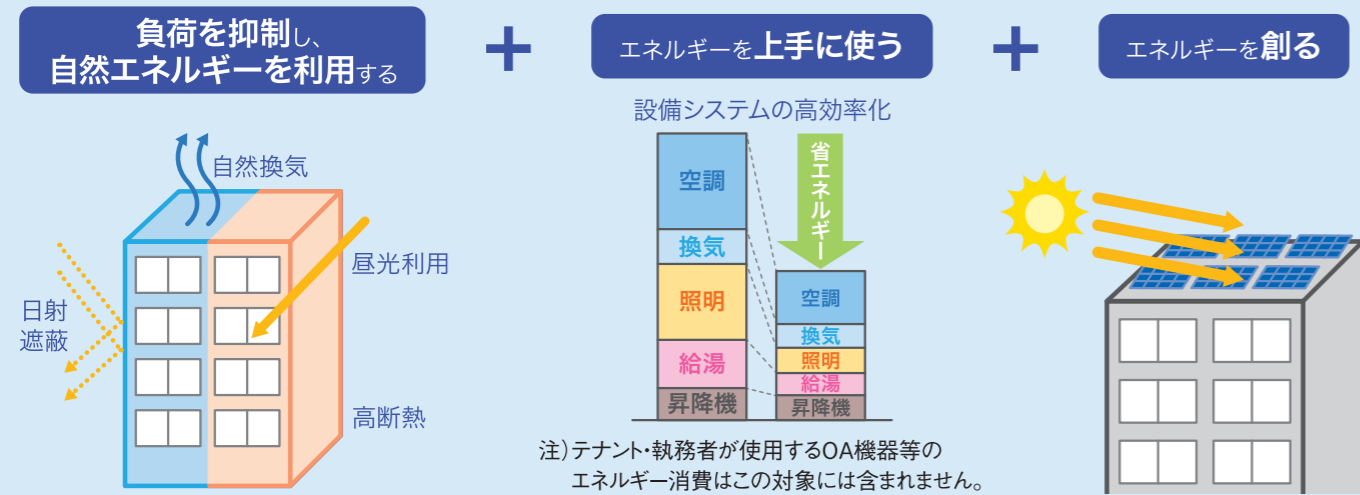 負荷を抑制し、
自然エネルギーを利用する
+
エネルギーを上手に使う
+
エネルギーを創る
自然換気
昼光利用
日射
遮蔽
高断熱
設備システムの高効率化
空調
換気
照明
給湯
昇降機
省エネルギー
空調
換気
照明
給湯
昇降機
注）テナント・執務者が使用するOA機器等の
エネルギー消費はこの対象には含まれません。